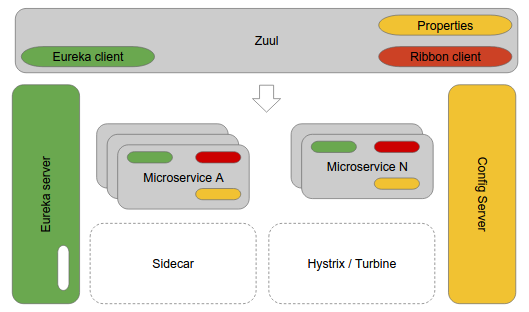 Properties
Zuul
Eureka client
Ribbon client
Eureka server
Microservice A
Microservice N
Config Server
Sidecar
Hystrix / Turbine